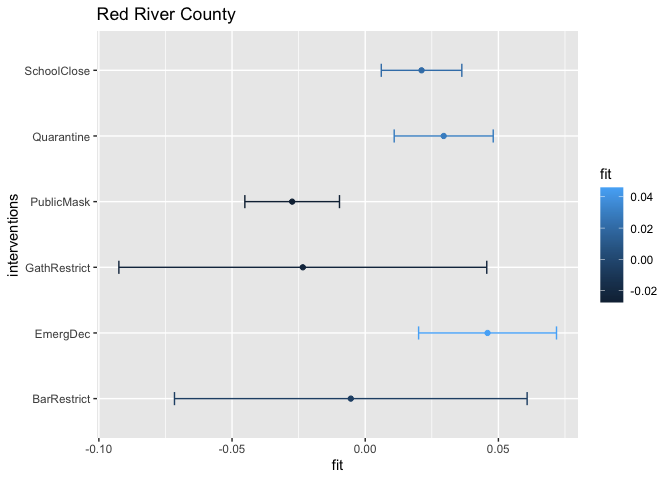 Red River County
interventions
SchoolClose
Quarantine
PublicMask
GathRestrict
EmergDec
BarRestrict
-0.10
-0.05
0.00
0.05
fit
fit
0.04
0.02
0.00
-0.02